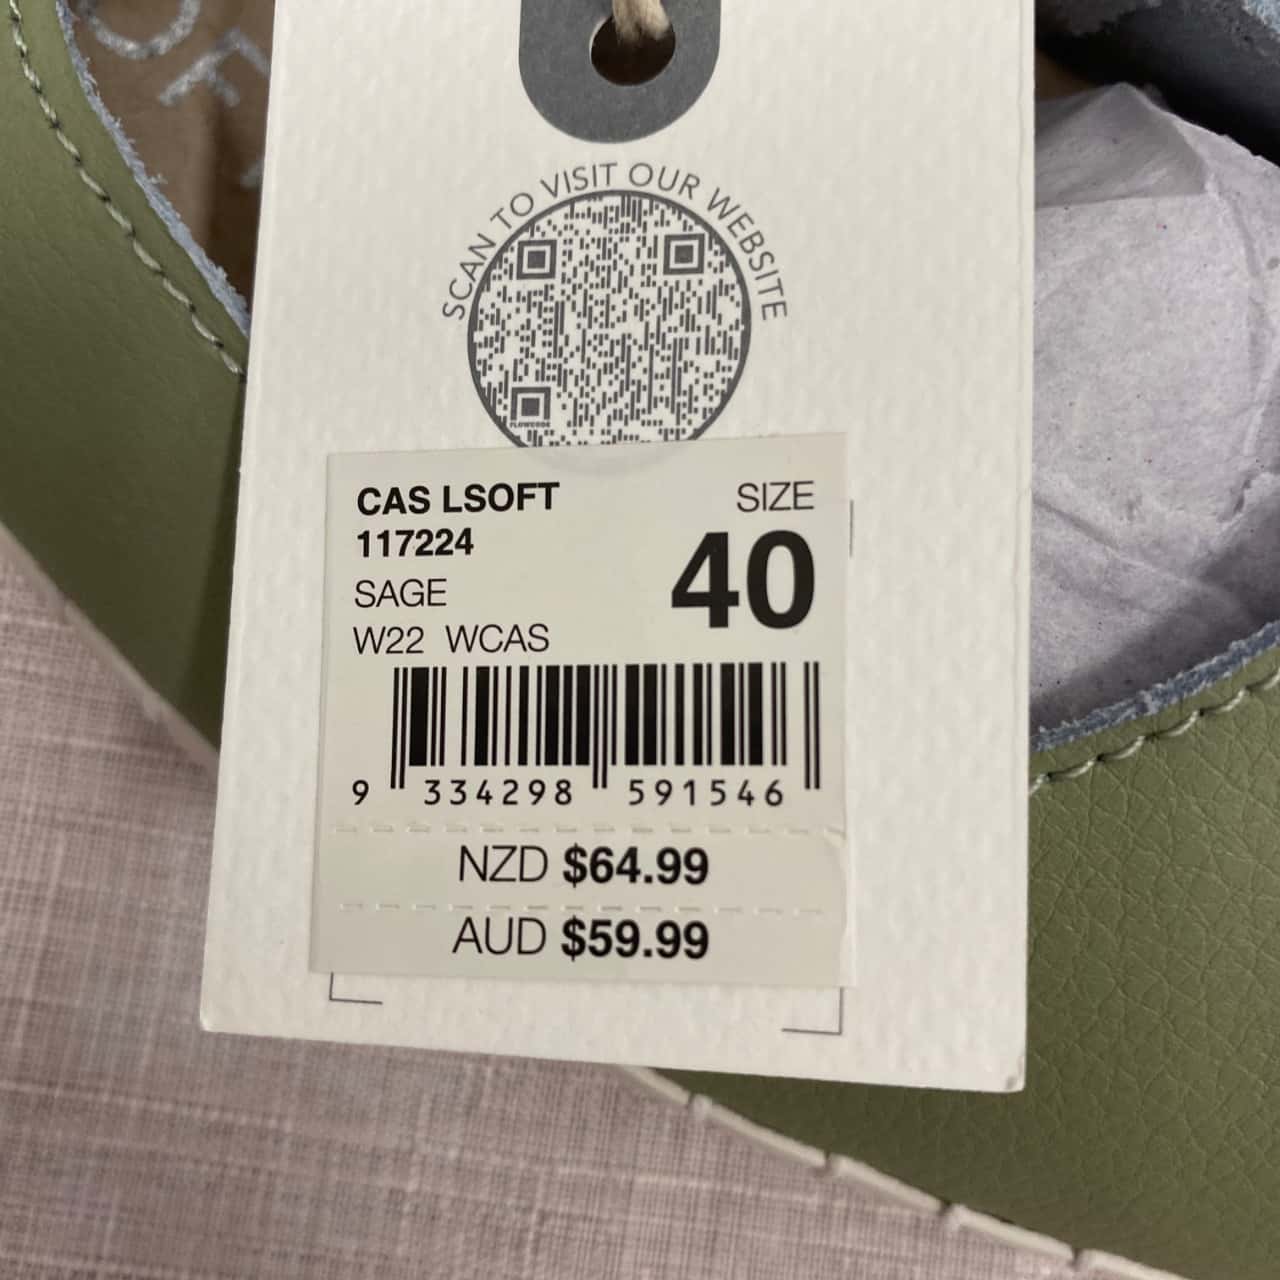 SCAN TO VISIT OUR WEBSITE
FLOWCODE
CAS LSOFT
SIZE
117224
40
SAGE
W22 WCAS
9 334298 591546
NZD $64.99
AUD $59.99